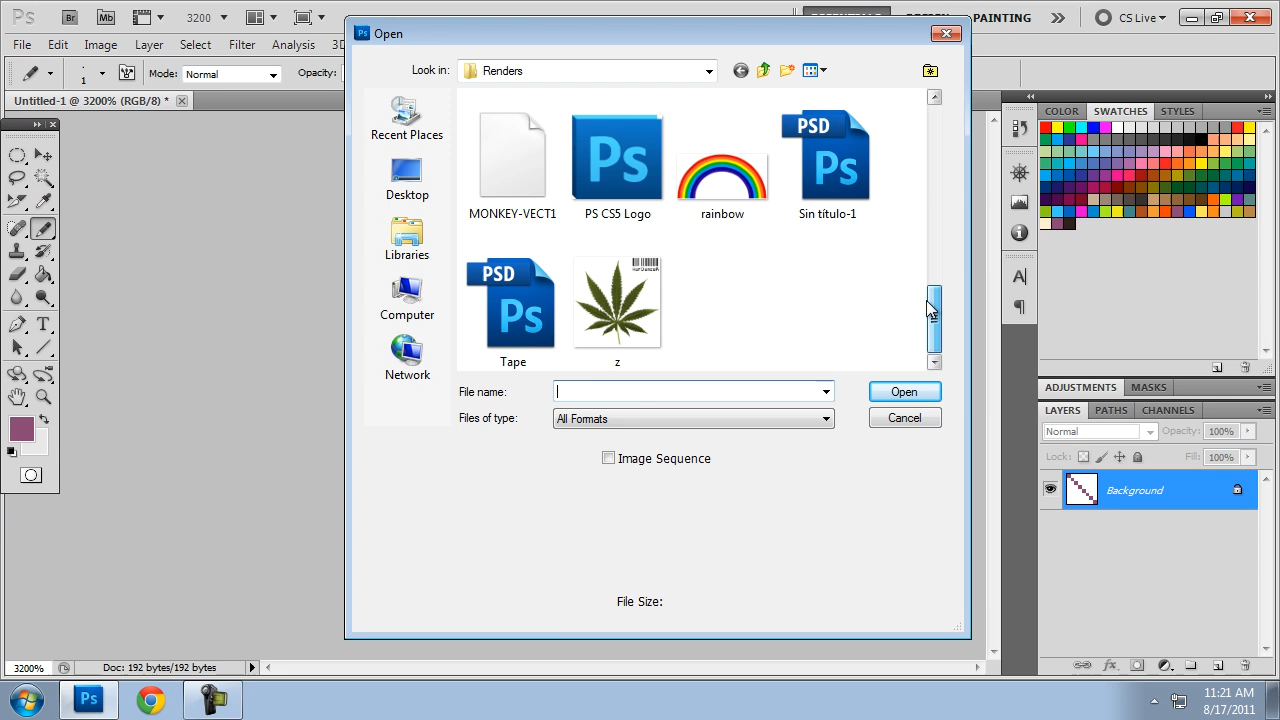 Ps Br Mb 3200 PAINTING CS Live
Open
File Edit Image Layer Select Filter Analysis 3D
1 Mode: Normal Opacity:
Look in: Renders
Untitled-1 @ 3200% (RGB/8) *
COLOR SWATCHES STYLES
Recent Places
Desktop
Libraries
Computer
Network
PSD
Ps Ps
MONKEY-VECT1 PS CS5 Logo rainbow Sin título-1
PSD
Ps
Tape z
File name:
Open
Files of type: All Formats
Cancel
Image Sequence
File Size:
ADJUSTMENTS MASKS
LAYERS PATHS CHANNELS
Normal Opacity: 100%
Lock: Fill: 100%
Background
3200% Doc: 192 bytes/192 bytes
Ps
11:21 AM
8/17/2011